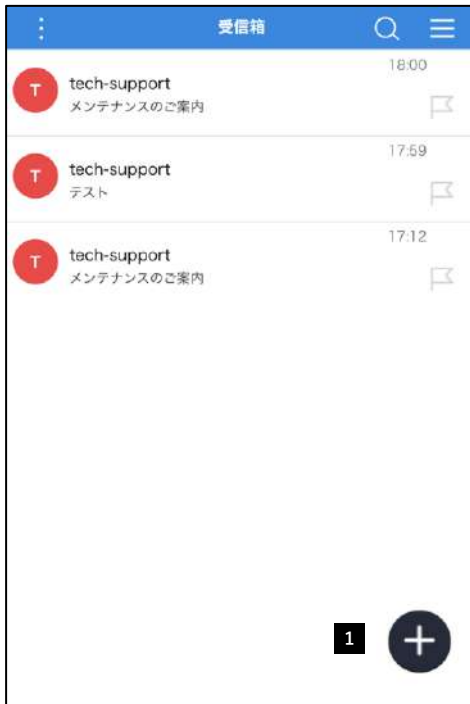 受信箱
18:00
T
tech-support
メンテナンスのご案内
17:59
T
tech-support
テスト
17:12
T
tech-support
メンテナンスのご案内
1